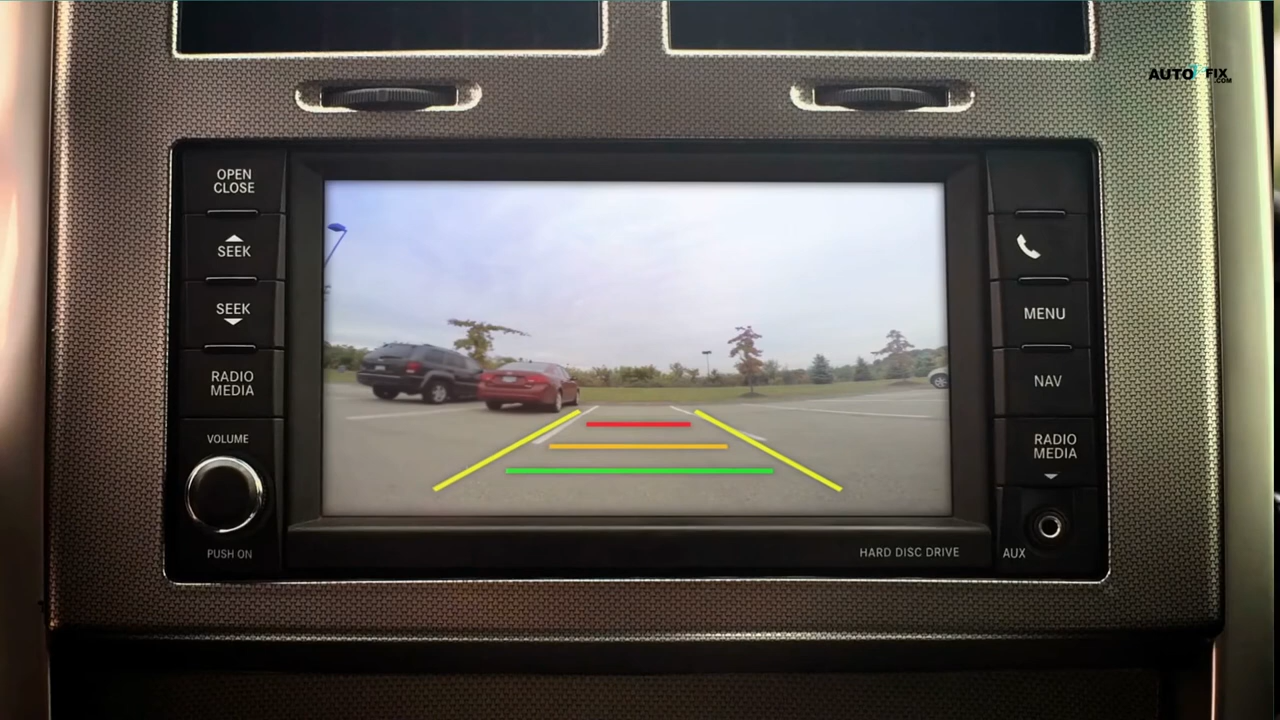 AUTO FIX
.COM
OPEN
CLOSE
SEEK
SEEK
RADIO
MEDIA
VOLUME
PUSH ON
MENU
NAV
RADIO
MEDIA
HARD DISC DRIVE
AUX